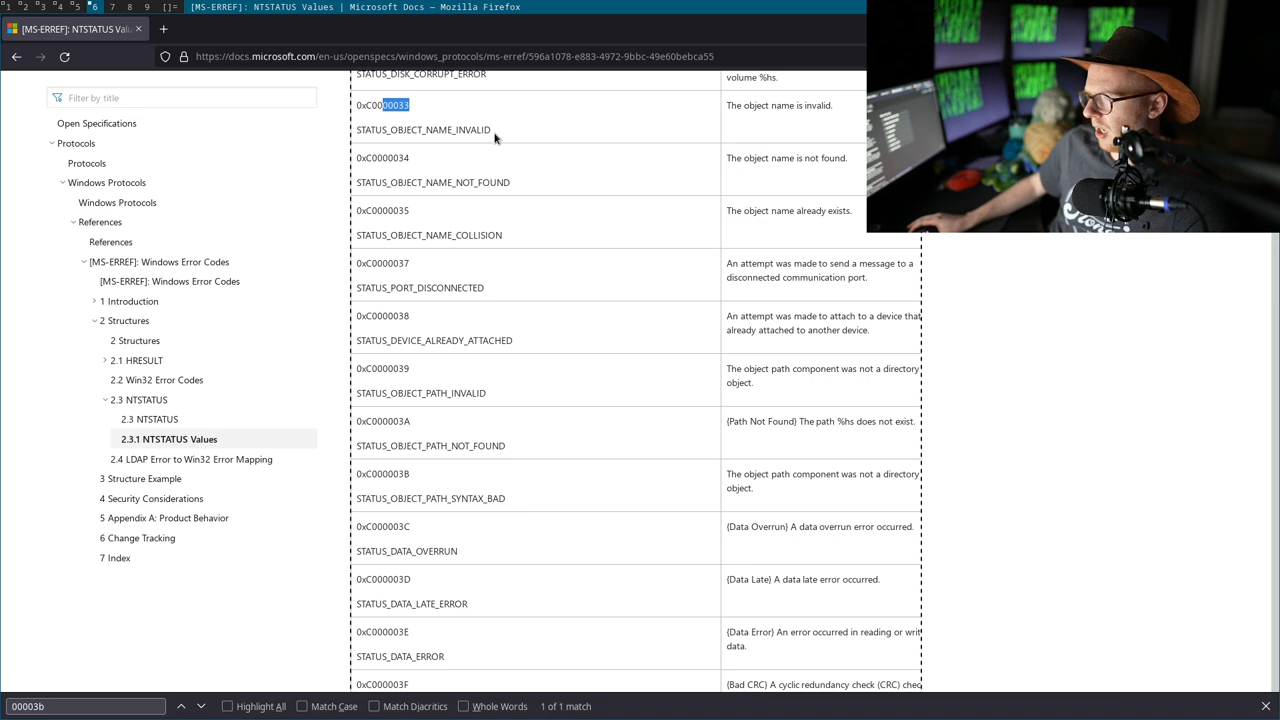 1 2 3 4 5 6 7 8 9 []= [MS-ERREF]: NTSTATUS Values | Microsoft Docs — Mozilla Firefox
[MS-ERREF]: NTSTATUS Valu
https://docs.microsoft.com/en-us/openspecs/windows_protocols/ms-erref/596a1078-e883-4972-9bbc-49e60bebca55
Filter by title
Open Specifications
Protocols
Protocols
Windows Protocols
Windows Protocols
References
References
[MS-ERREF]: Windows Error Codes
[MS-ERREF]: Windows Error Codes
1 Introduction
2 Structures
2 Structures
2.1 HRESULT
2.2 Win32 Error Codes
2.3 NTSTATUS
2.3 NTSTATUS
2.3.1 NTSTATUS Values
2.4 LDAP Error to Win32 Error Mapping
3 Structure Example
4 Security Considerations
5 Appendix A: Product Behavior
6 Change Tracking
7 Index
STATUS_DISK_CORRUPT_ERROR
volume %hs.
0xC0000033
STATUS_OBJECT_NAME_INVALID
The object name is invalid.
0xC0000034
STATUS_OBJECT_NAME_NOT_FOUND
The object name is not found.
0xC0000035
STATUS_OBJECT_NAME_COLLISION
The object name already exists.
0xC0000037
STATUS_PORT_DISCONNECTED
An attempt was made to send a message to a
disconnected communication port.
0xC0000038
STATUS_DEVICE_ALREADY_ATTACHED
An attempt was made to attach to a device that
already attached to another device.
0xC0000039
STATUS_OBJECT_PATH_INVALID
The object path component was not a directory
object.
0xC000003A
STATUS_OBJECT_PATH_NOT_FOUND
{Path Not Found} The path %hs does not exist.
0xC000003B
STATUS_OBJECT_PATH_SYNTAX_BAD
The object path component was not a directory
object.
0xC000003C
STATUS_DATA_OVERRUN
{Data Overrun} A data overrun error occurred.
0xC000003D
STATUS_DATA_LATE_ERROR
{Data Late} A data late error occurred.
0xC000003E
STATUS_DATA_ERROR
{Data Error} An error occurred in reading or writ
data.
0xC000003F
{Bad CRC} A cyclic redundancy check (CRC) chec
00003b
Highlight All
Match Case
Match Diacritics
Whole Words
1 of 1 match